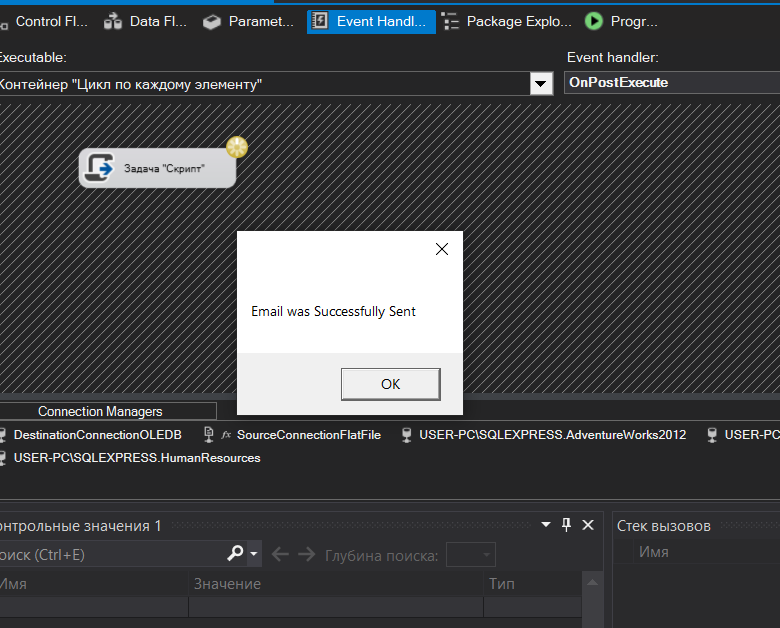 Control Fl... Data Fl... Paramet... Event Handl... Package Explo... Progr...
Executable: Event handler:
Контейнер "Цикл по каждому элементу" OnPostExecute
Задача "Скрипт"
Email was Successfully Sent
OK
Connection Managers
DestinationConnectionOLEDB fx SourceConnectionFlatFile USER-PC\SQLEXPRESS.AdventureWorks2012 USER-PC
USER-PC\SQLEXPRESS.HumanResources
онтрольные значения 1 Стек вызовов
оиск (Ctrl+E) Глубина поиска: Имя
Имя Значение Тип